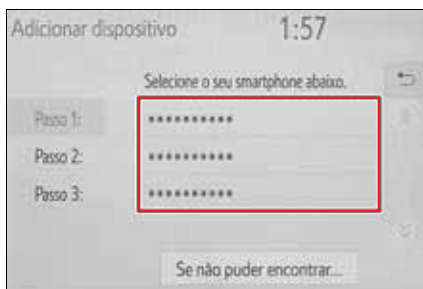 Adicionar dispositivo 1:57
Selecione o seu smartphone abaixo.
Passo 1: **********
Passo 2: **********
Passo 3: **********
Se não puder encontrar...